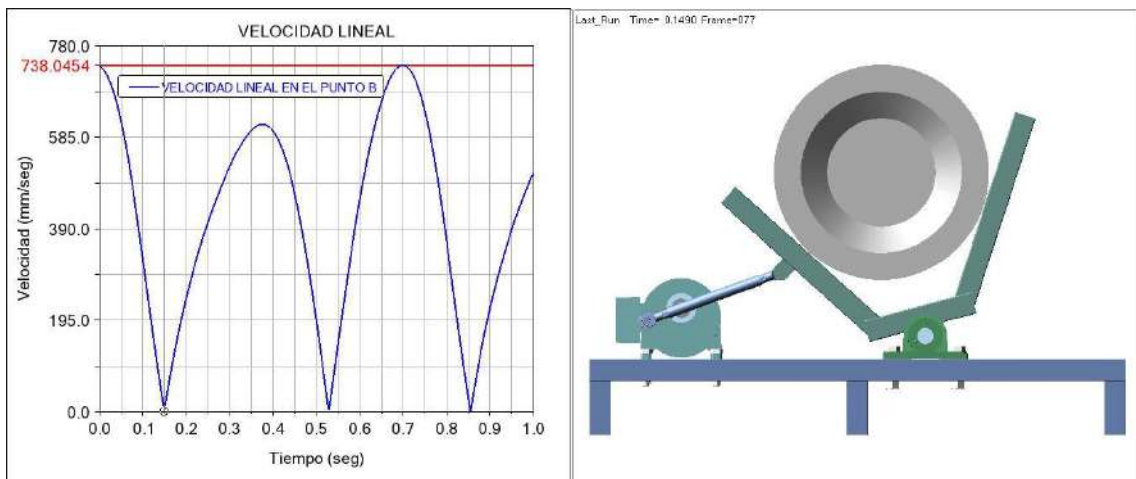 VELOCIDAD LINEAL
780.0
738.0454
VELOCIDAD LINEAL EN EL PUNTO B
585.0
390.0
195.0
0.0
Velocidad (mm/seg)
0.0 0.1 0.2 0.3 0.4 0.5 0.6 0.7 0.8 0.9 1.0
Tiempo (seg)
Last_Run Time= 0.1490 Frame=077